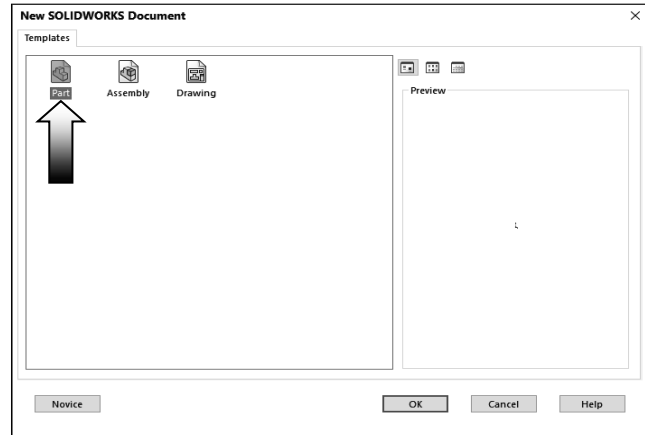 New SOLIDWORKS Document
Templates
Part
Assembly
Drawing
Preview
Novice
OK
Cancel
Help